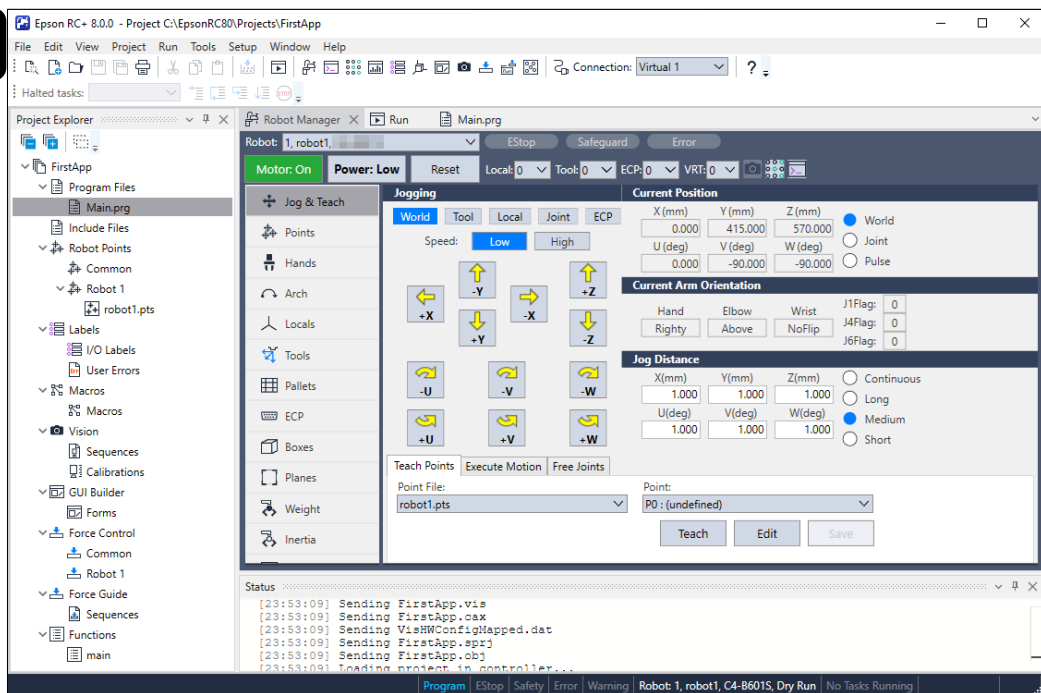 Epson RC+ 8.0.0 - Project C:\EpsonRC80\Projects\FirstApp
File Edit View Project Run Tools Setup Window Help
Connection: Virtual 1 ?
Halted tasks: STOP
Project Explorer
Robot Manager Run Main.prg
FirstApp
Program Files
Main.prg
Include Files
Robot Points
Common
Robot 1
robot1.pts
Labels
I/O Labels
User Errors
Macros
Macros
Vision
Sequences
Calibrations
GUI Builder
Forms
Force Control
Common
Robot 1
Force Guide
Sequences
Functions
main
Robot: 1, robot1, EStop Safeguard Error
Motor: On Power: Low Reset Local: 0 Tool: 0 ECP: 0 VRT: 0
Jog & Teach
Points
Hands
Arch
Locals
Tools
Pallets
ECP
Boxes
Planes
Weight
Inertia
Jogging
World Tool Local Joint ECP
Speed: Low High
-Y +Z
+X -X
+Y -Z
-U -V -W
+U +V +W
Current Position
X (mm) Y (mm) Z (mm)
0.000 415.000 570.000
U (deg) V (deg) W (deg)
0.000 -90.000 -90.000
World
Joint
Pulse
Current Arm Orientation
Hand Elbow Wrist
Righty Above NoFlip
J1Flag: 0
J4Flag: 0
J6Flag: 0
Jog Distance
X(mm) Y(mm) Z(mm)
1.000 1.000 1.000
U(deg) V(deg) W(deg)
1.000 1.000 1.000
Continuous
Long
Medium
Short
Teach Points Execute Motion Free Joints
Point File: Point:
robot1.pts P0 : (undefined)
Teach Edit Save
Status
[23:53:09] Sending FirstApp.vis
[23:53:09] Sending FirstApp.cax
[23:53:09] Sending VisHWConfigMapped.dat
[23:53:09] Sending FirstApp.sprj
[23:53:09] Sending FirstApp.obj
[23:53:09] Loading project in controller...
Program EStop Safety Error Warning Robot: 1, robot1, C4-B601S, Dry Run No Tasks Running